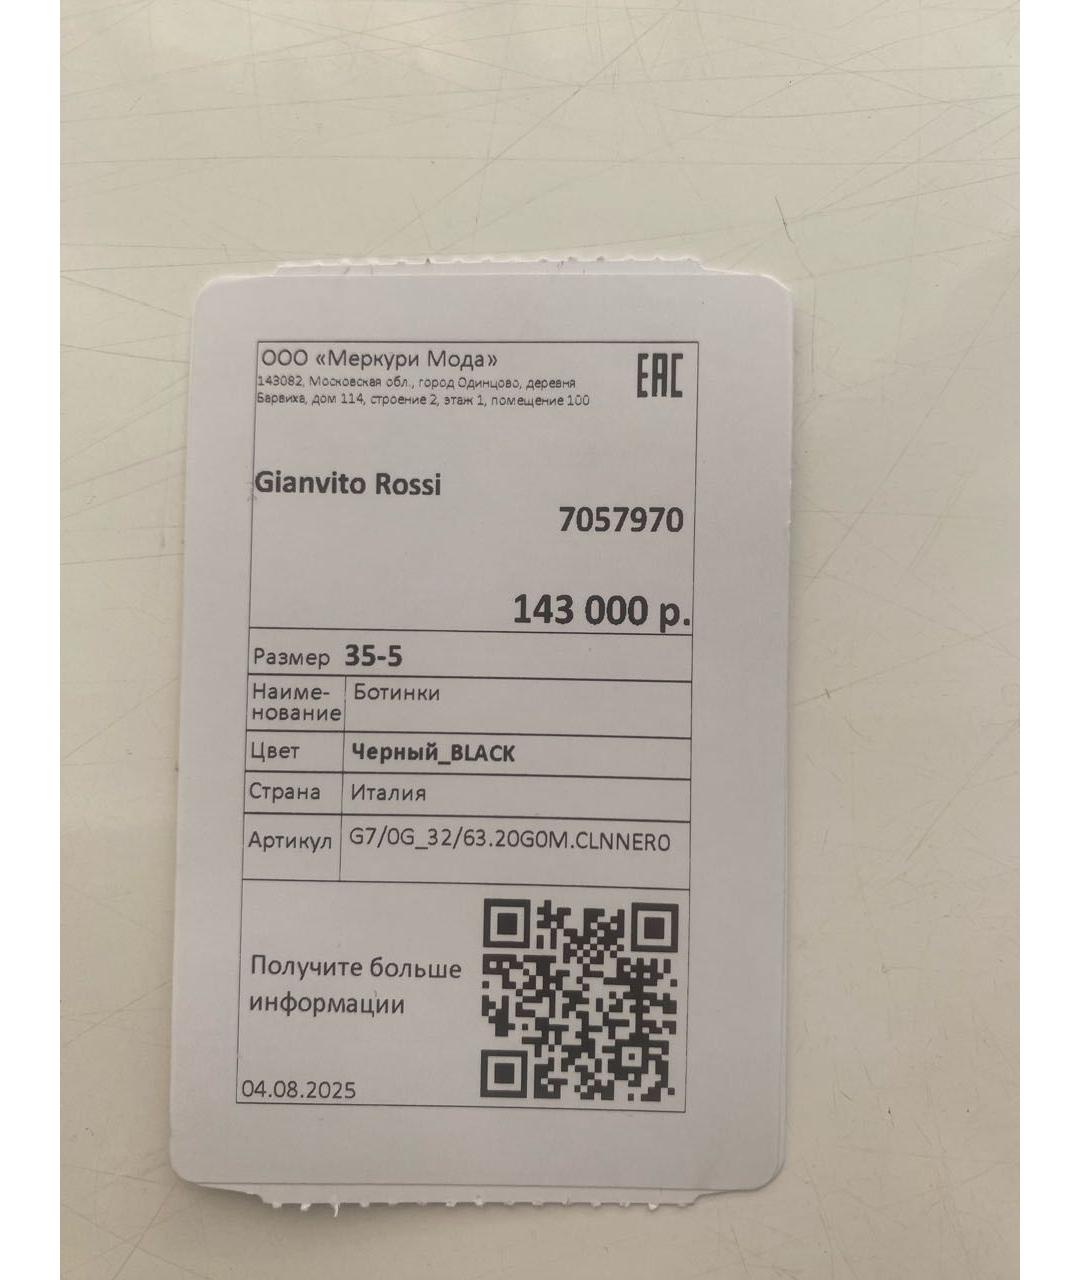 ООО «Меркури Мода»
143082, Московская обл., город Одинцово, деревня
Барвиха, дом 114, строение 2, этаж 1, помещение 100
EAC
Gianvito Rossi
7057970
143 000 р.
Размер 35-5
Наиме-
нование
Ботинки
Цвет Черный_BLACK
Страна Италия
Артикул G7/0G_32/63.20G0M.CLNNERO
Получите больше
информации
04.08.2025